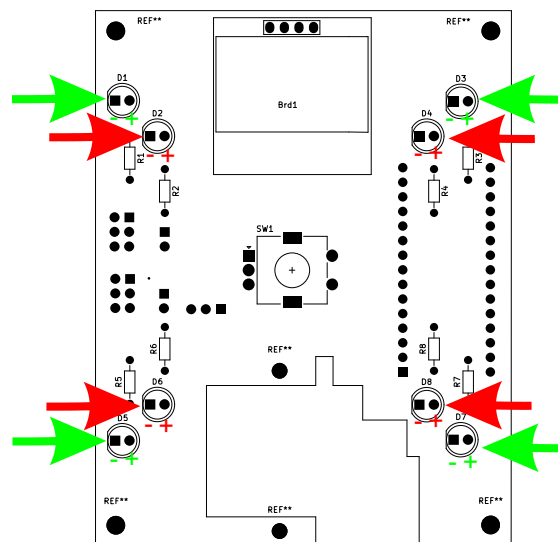 REF**
REF**
D1
D3
Brd1
- +
- +
D2
D4
- +
- +
R1
R3
R2
R4
SW1
R6
R8
REF**
R5
R7
D6
D8
- +
- +
D5
D7
- +
- +
REF**
REF**
REF**